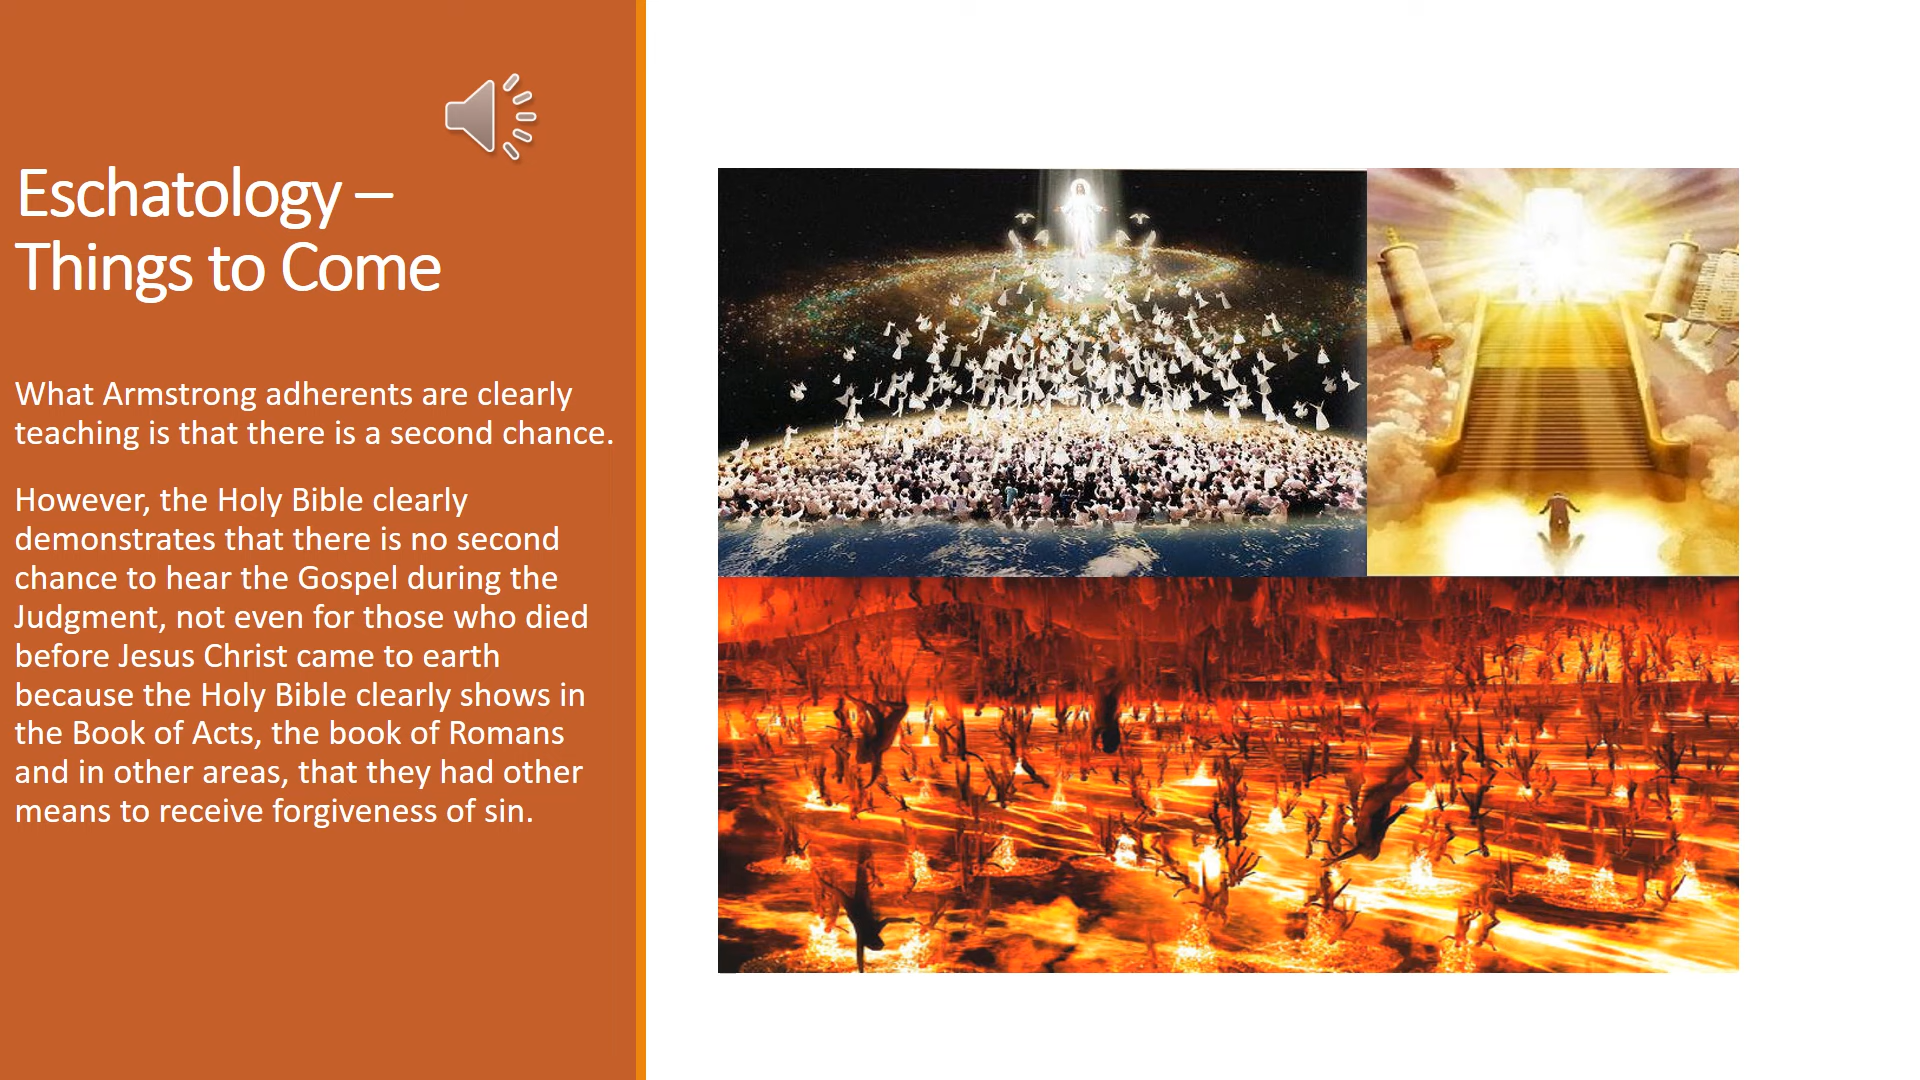 Eschatology –
Things to Come
What Armstrong adherents are clearly
teaching is that there is a second chance.
However, the Holy Bible clearly
demonstrates that there is no second
chance to hear the Gospel during the
Judgment, not even for those who died
before Jesus Christ came to earth
because the Holy Bible clearly shows in
the Book of Acts, the book of Romans
and in other areas, that they had other
means to receive forgiveness of sin.